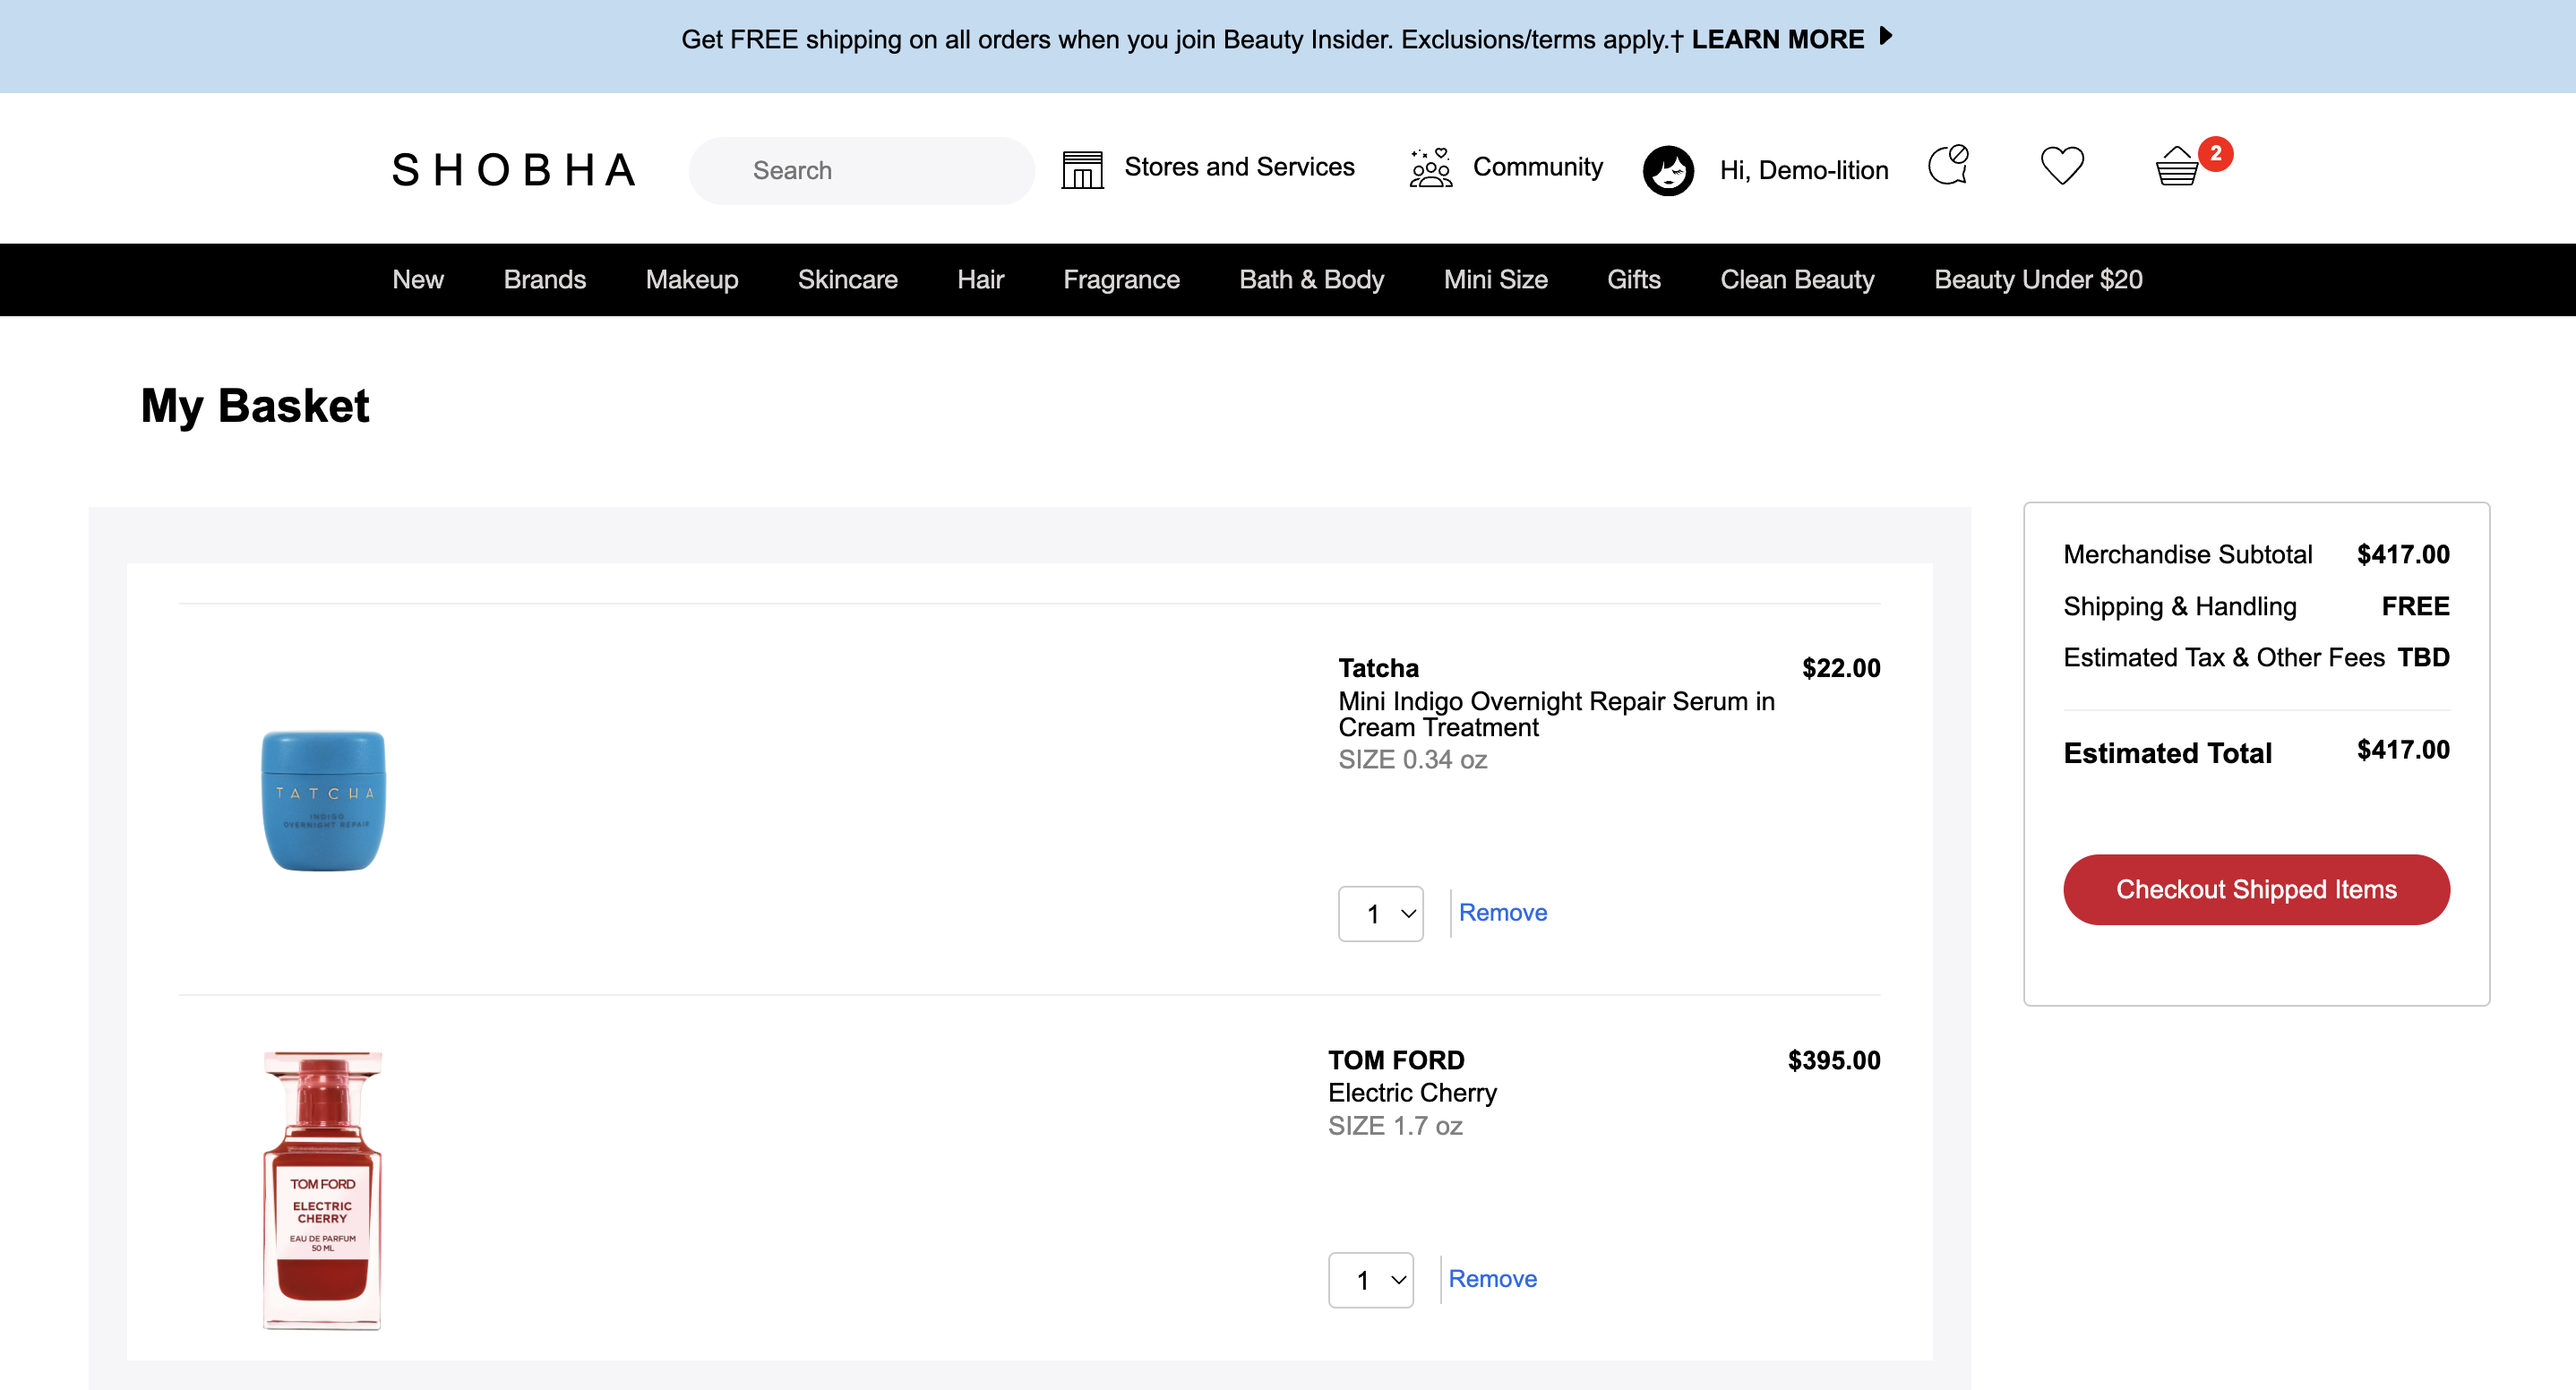 Get FREE shipping on all orders when you join Beauty Insider. Exclusions/terms apply.† LEARN MORE
SHOBHA
Search
Stores and Services
Community
Hi, Demo-lition
2
New
Brands
Makeup
Skincare
Hair
Fragrance
Bath & Body
Mini Size
Gifts
Clean Beauty
Beauty Under $20
My Basket
TATCHA
INDIGO
OVERNIGHT REPAIR
Tatcha
$22.00
Mini Indigo Overnight Repair Serum in
Cream Treatment
SIZE 0.34 oz
1
Remove
TOM FORD
ELECTRIC
CHERRY
EAU DE PARFUM
50 ML
TOM FORD
$395.00
Electric Cherry
SIZE 1.7 oz
1
Remove
Merchandise Subtotal $417.00
Shipping & Handling FREE
Estimated Tax & Other Fees TBD
Estimated Total $417.00
Checkout Shipped Items